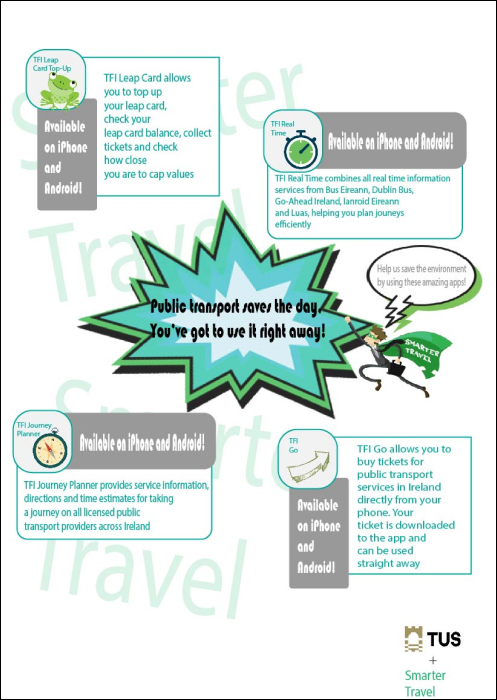 Smarter
Travel
TFI Leap
Card Top-Up
Available
on iPhone
and
Android!
TFI Leap Card allows
you to top up
your leap card,
check your
leap card balance, collect
tickets and check
how close
you are to cap values
TFI Real
Time
Available on iPhone and Android!
TFI Real Time combines all real time information
services from Bus Eireann, Dublin Bus,
Go-Ahead Ireland, Ianroid Eireann
and Luas, helping you plan jouneys
efficiently
Help us save the environment
by using these amazing apps!
Public transport saves the day,
You've got to use it right away!
SMARTER
TRAVEL
Smarter
Travel
TFI Journey
Planner
Available on iPhone and Android!
TFI Journey Planner provides service information,
directions and time estimates for taking
a journey on all licensed public
transport providers across Ireland
TFI
Go
Available
on iPhone
and
Android!
TFI Go allows you to
buy tickets for
public transport
services in Ireland
directly from your
phone. Your
ticket is downloaded
to the app and
can be used
straight away
TUS
+
Smarter
Travel